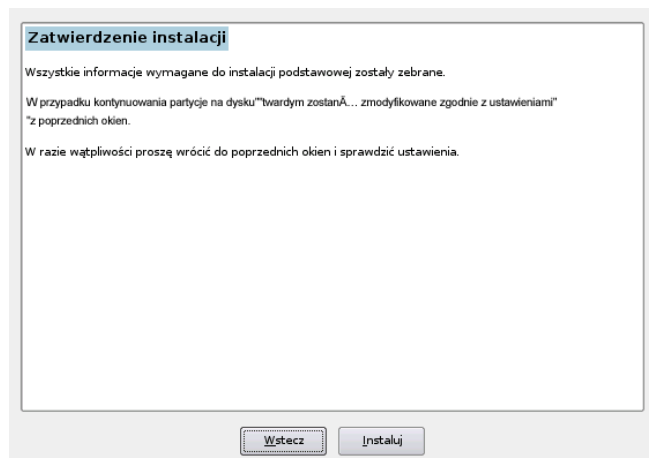 Zatwierdzenie instalacji
Wszystkie informacje wymagane do instalacji podstawowej zostały zebrane.
W przypadku kontynuowania partycje na dysku""twardym zostanÄ… zmodyfikowane zgodnie z ustawieniami"
"z poprzednich okien.
W razie wątpliwości proszę wrócić do poprzednich okien i sprawdzić ustawienia.
Wstecz
Instaluj